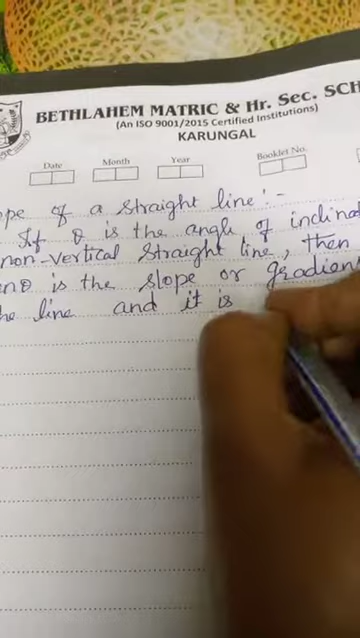 BETHLAHEM MATRIC & Hr. Sec. SCH
(An ISO 9001/2015 Certified Institutions)
KARUNGAL
Date Month Year Booklet No.
ope of a straight line :-
If θ is the angle of inclinat
non-vertical straight line, then
anθ is the slope or gradien
he line and it is